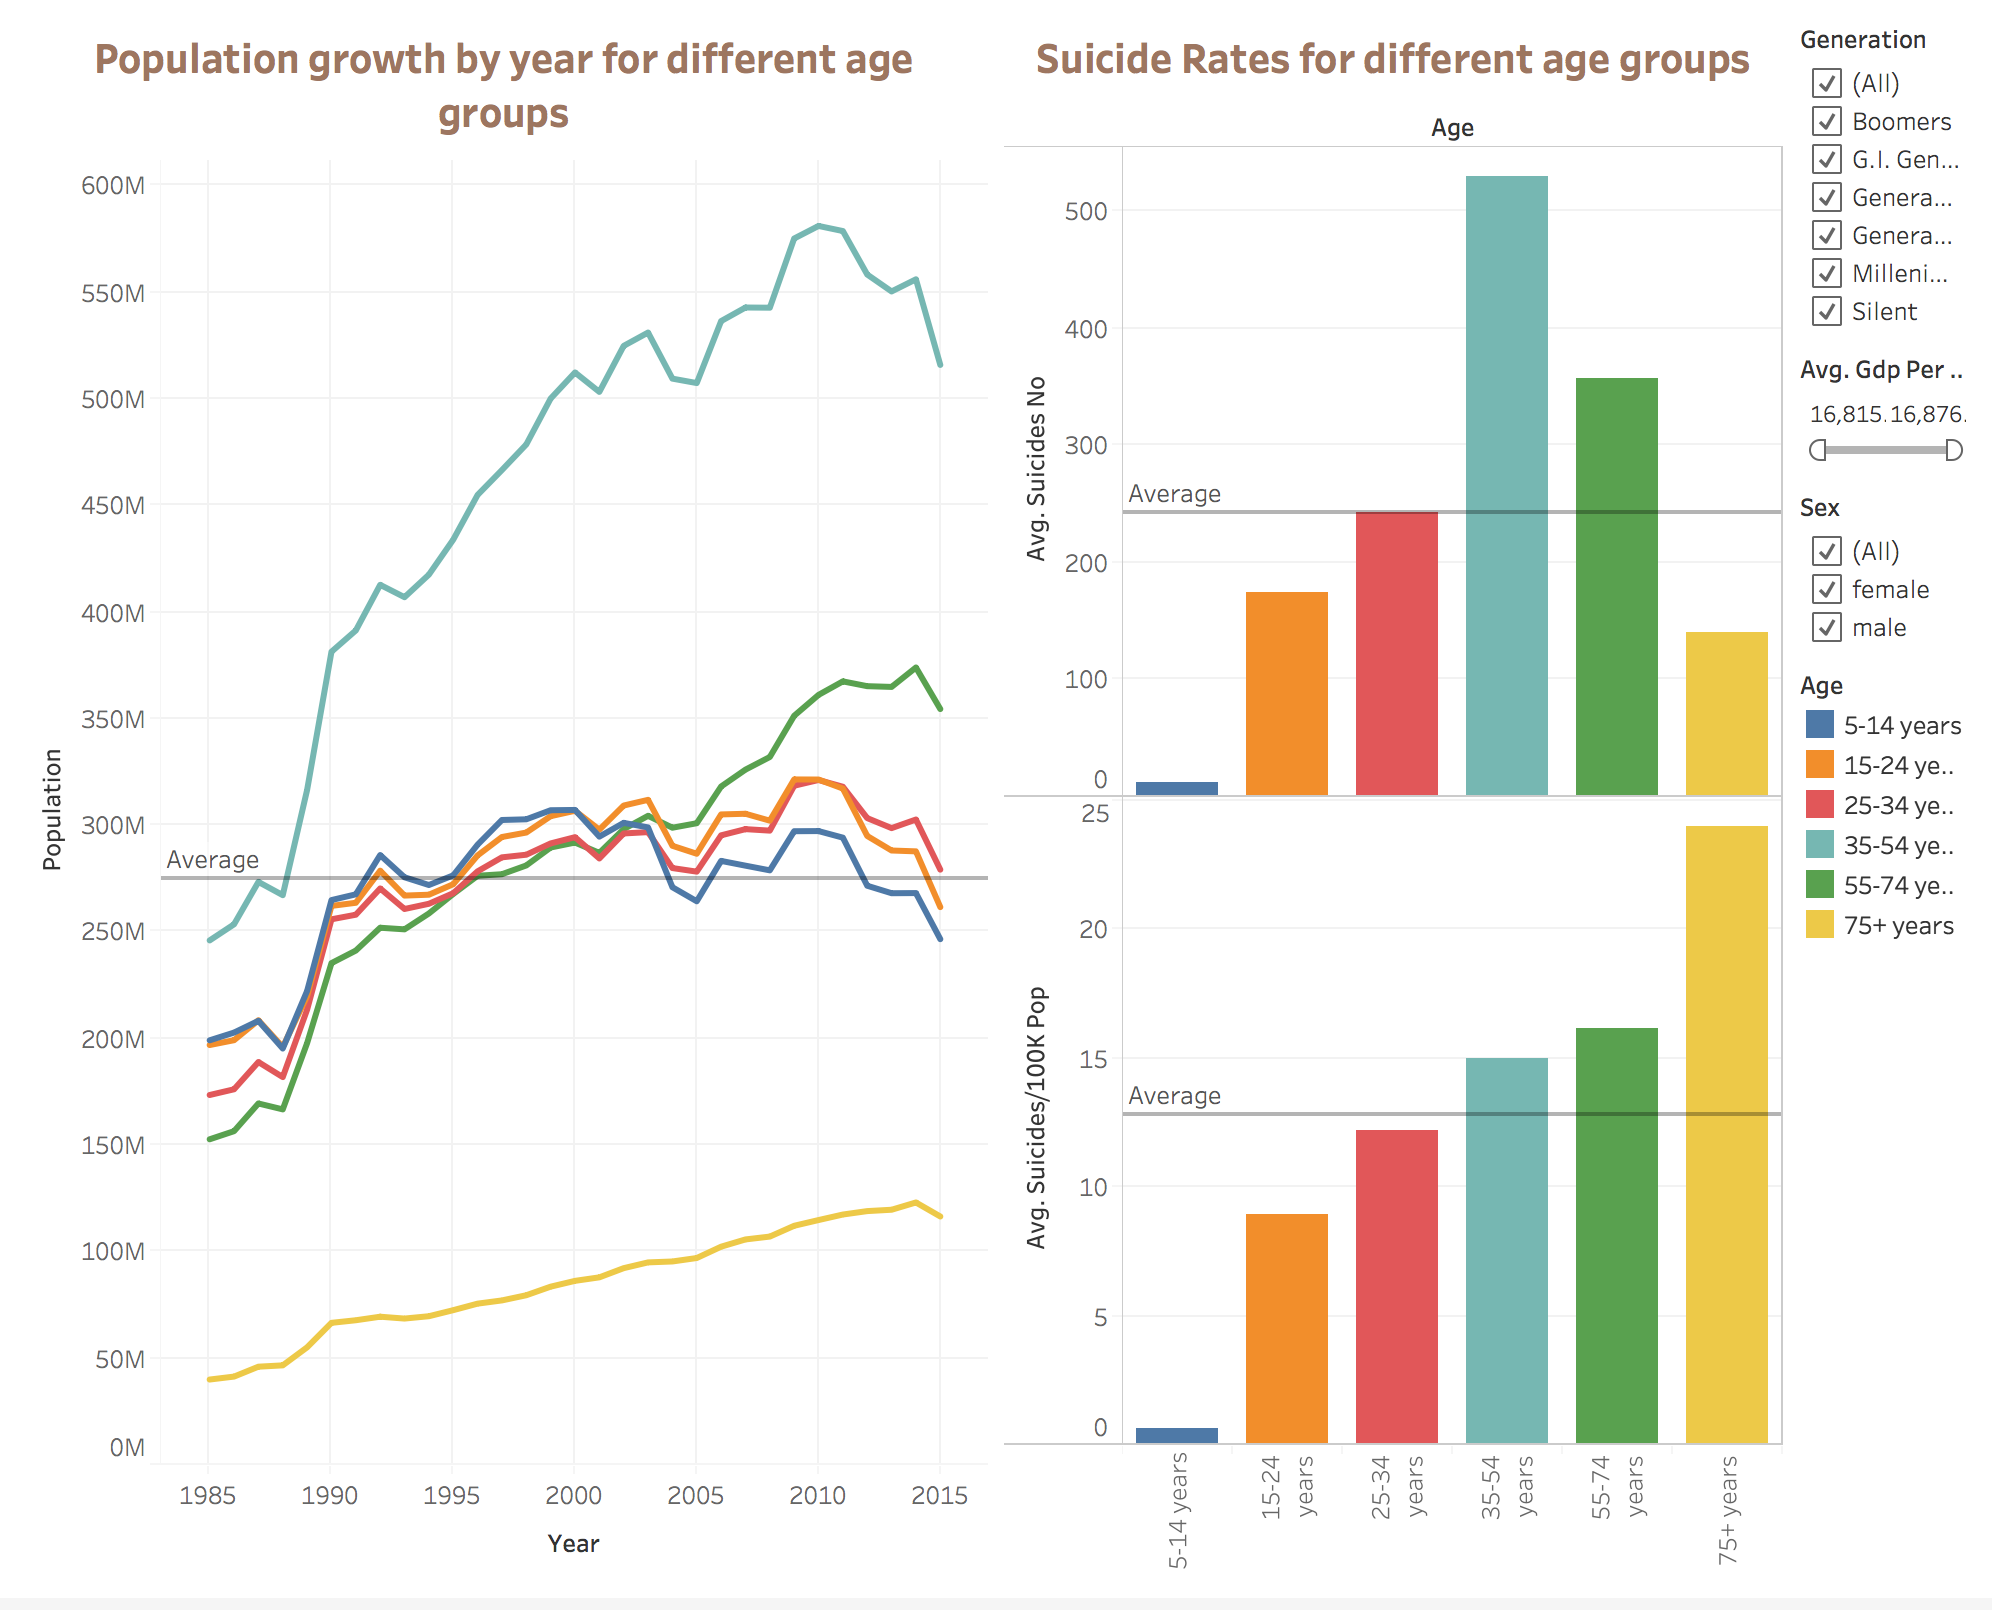 Population growth by year for different age
groups
600M
550M
500M
450M
400M
350M
300M
250M
200M
150M
100M
50M
0M
Population
Average
1985 1990 1995 2000 2005 2010 2015
Year
Suicide Rates for different age groups
Age
500
400
300
200
100
0
Avg. Suicides No
Average
25
20
15
10
5
0
Avg. Suicides/100K Pop
Average
5-14 years
15-24
years
25-34
years
35-54
years
55-74
years
75+ years
Generation
(All)
Boomers
G.I. Gen...
Genera...
Genera...
Milleni...
Silent
Avg. Gdp Per ..
16,815. 16,876.
Sex
(All)
female
male
Age
5-14 years
15-24 ye..
25-34 ye..
35-54 ye..
55-74 ye..
75+ years